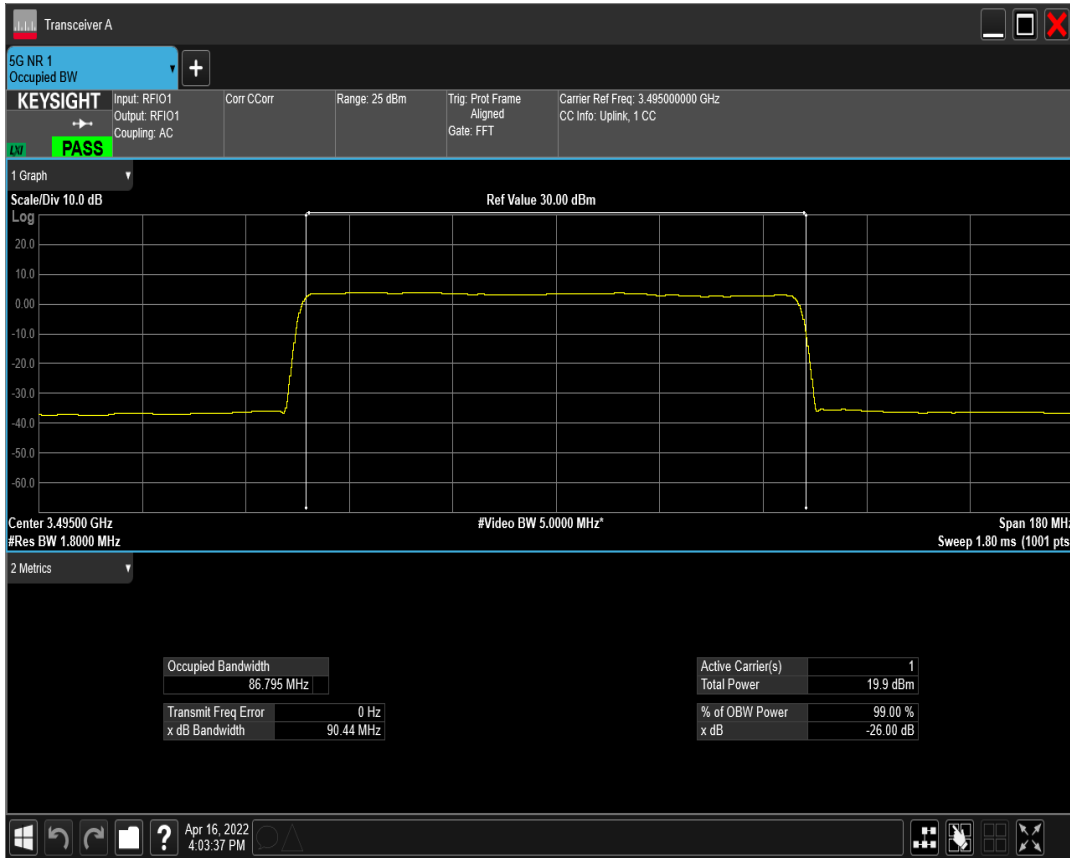 Transceiver A
5G NR 1
Occupied BW
KEYSIGHT
LXI
PASS
Input: RFIO1
Output: RFIO1
Coupling: AC
Corr CCorr
Range: 25 dBm
Trig: Prot Frame
Aligned
Gate: FFT
Carrier Ref Freq: 3.495000000 GHz
CC Info: Uplink, 1 CC
1 Graph
Scale/Div 10.0 dB
Ref Value 30.00 dBm
Log
20.0
10.0
0.00
-10.0
-20.0
-30.0
-40.0
-50.0
-60.0
Center 3.49500 GHz
#Video BW 5.0000 MHz*
Span 180 MHz
#Res BW 1.8000 MHz
Sweep 1.80 ms (1001 pts
2 Metrics
Occupied Bandwidth
86.795 MHz
Transmit Freq Error 0 Hz
x dB Bandwidth 90.44 MHz
Active Carrier(s) 1
Total Power 19.9 dBm
% of OBW Power 99.00 %
x dB -26.00 dB
?
Apr 16, 2022
4:03:37 PM